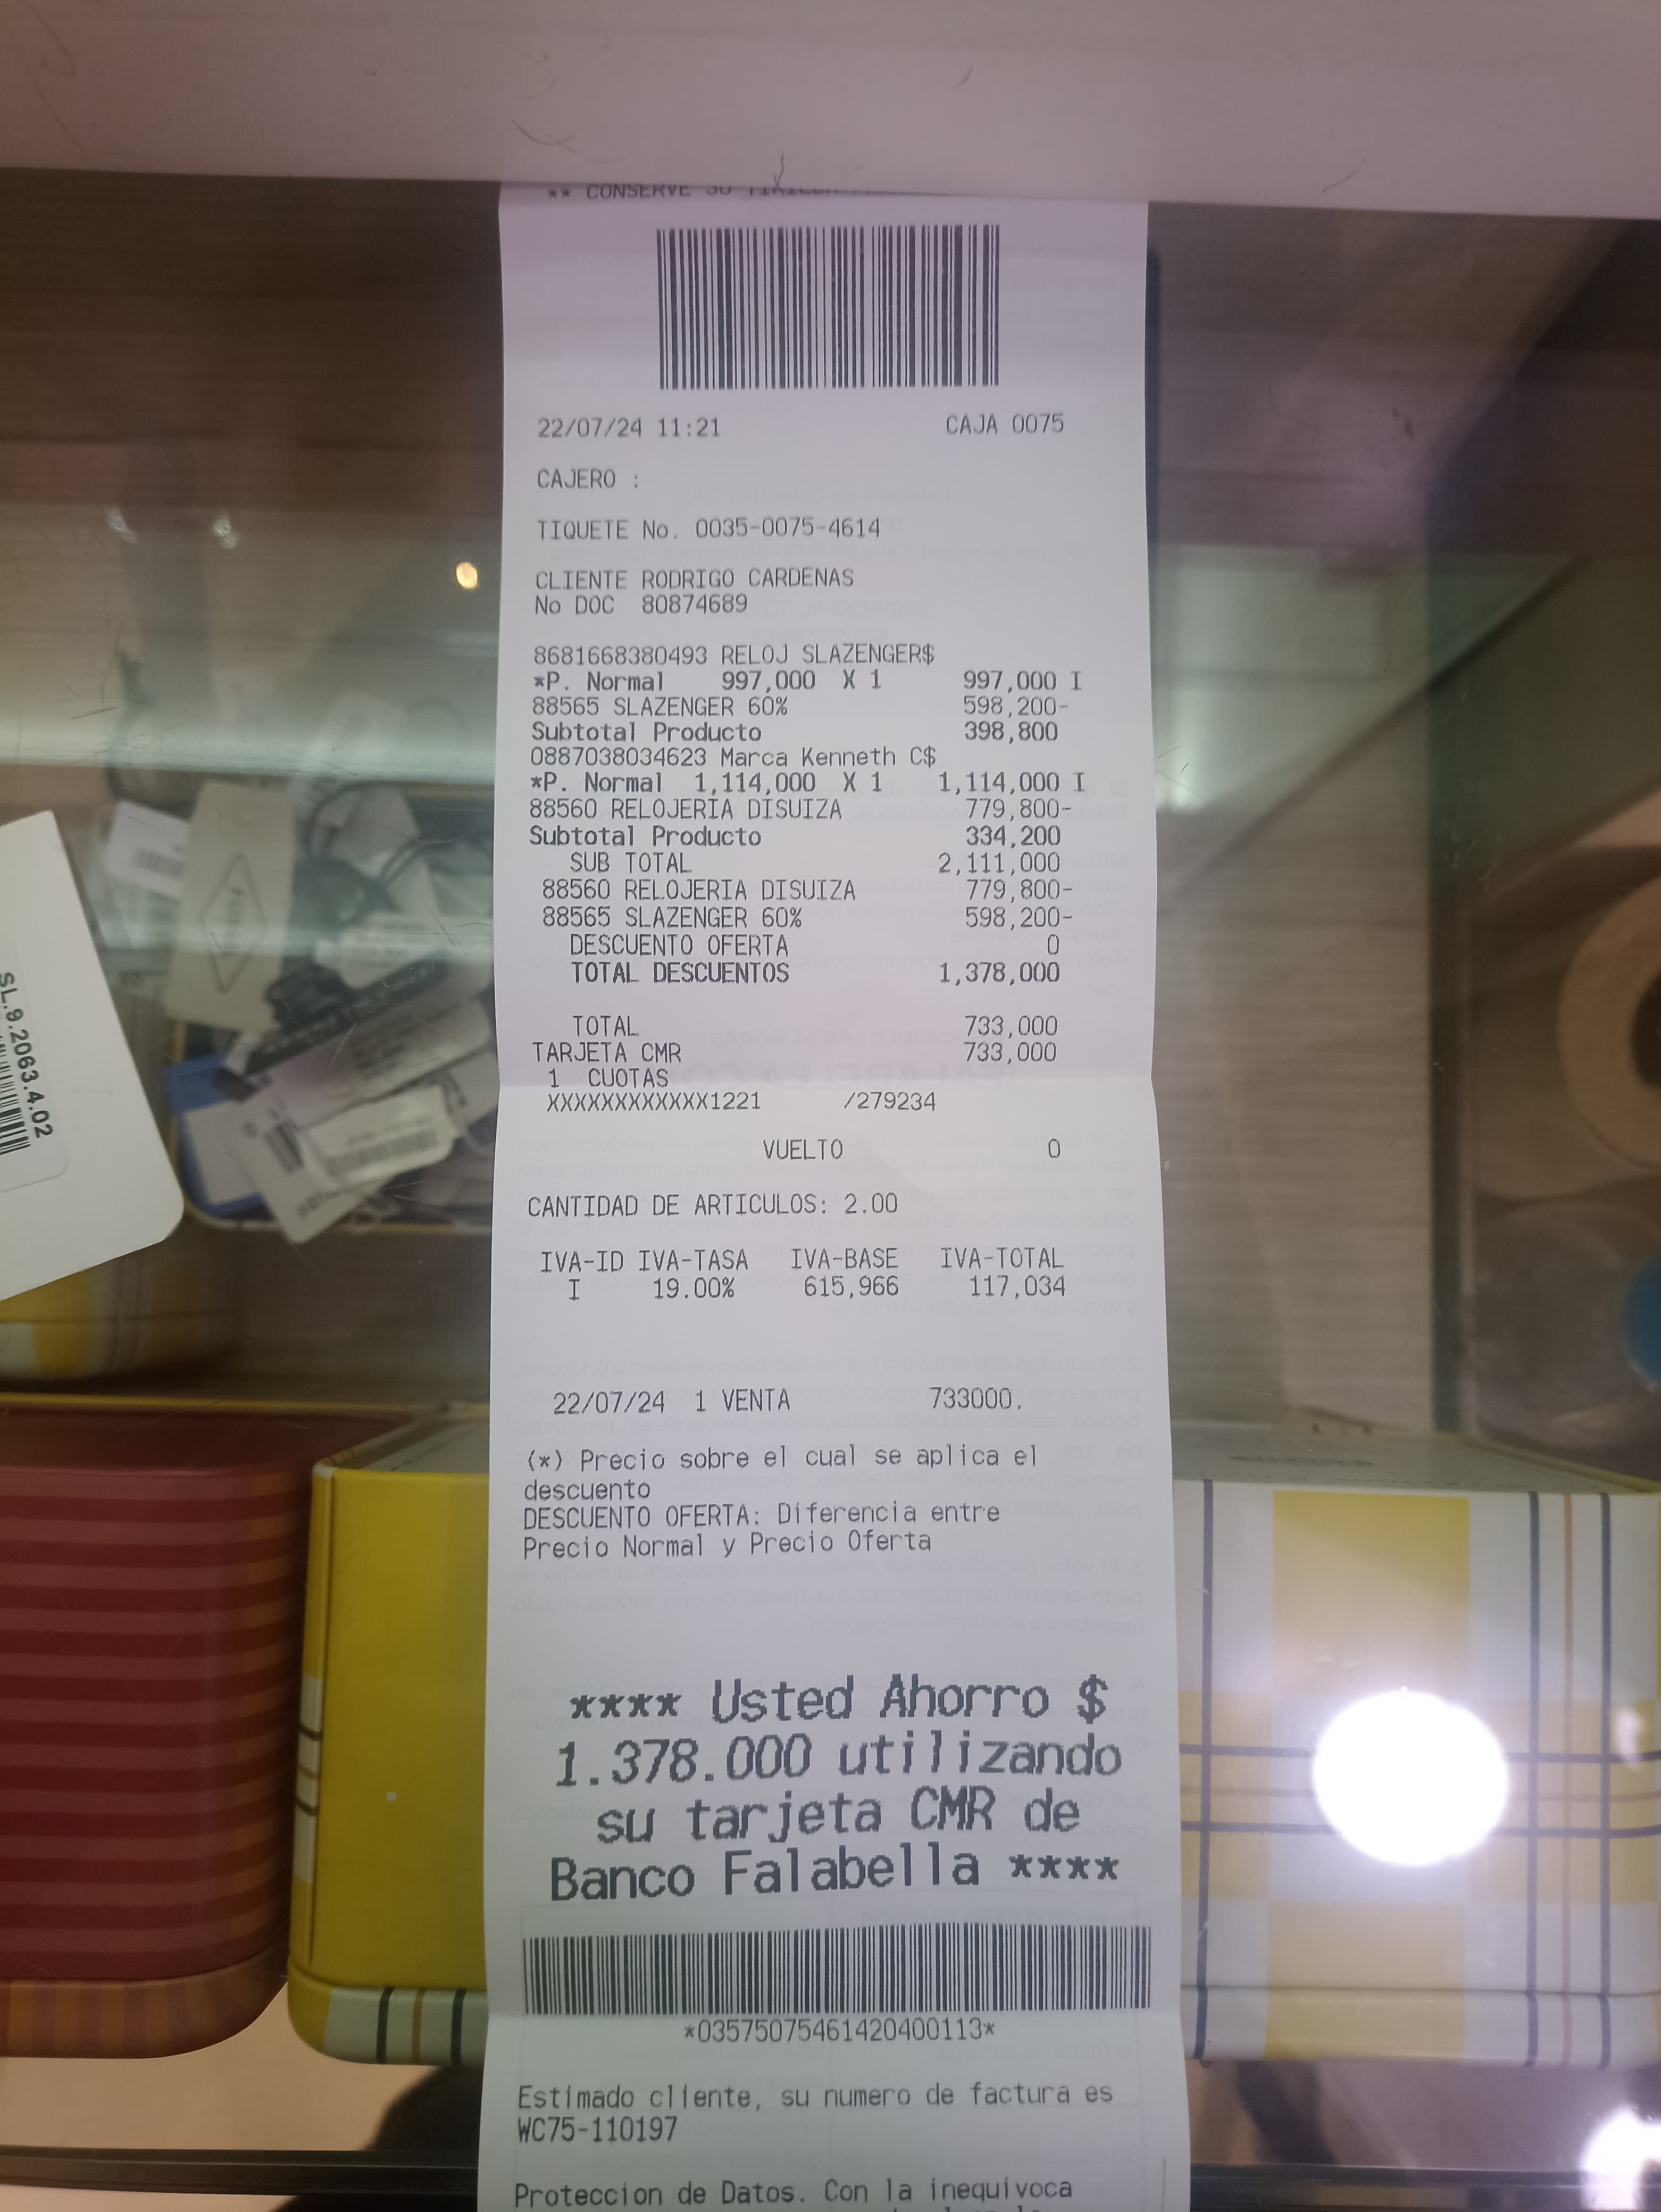 ** CONSERVE SU
22/07/24 11:21 CAJA 0075
CAJERO :
TIQUETE No. 0035-0075-4614
CLIENTE RODRIGO CARDENAS
No DOC 80874689
8681668380493 RELOJ SLAZENGER$
*P. Normal 997,000 X 1 997,000 I
88565 SLAZENGER 60% 598,200-
Subtotal Producto 398,800
0887038034623 Marca Kenneth C$
*P. Normal 1,114,000 X 1 1,114,000 I
88560 RELOJERIA DISUIZA 779,800-
Subtotal Producto 334,200
SUB TOTAL 2,111,000
88560 RELOJERIA DISUIZA 779,800-
88565 SLAZENGER 60% 598,200-
DESCUENTO OFERTA 0
TOTAL DESCUENTOS 1,378,000
TOTAL 733,000
TARJETA CMR 733,000
1 CUOTAS
XXXXXXXXXXXX1221 /279234
VUELTO 0
CANTIDAD DE ARTICULOS: 2.00
IVA-ID IVA-TASA IVA-BASE IVA-TOTAL
I 19.00% 615,966 117,034
22/07/24 1 VENTA 733000.
(*) Precio sobre el cual se aplica el
descuento
DESCUENTO OFERTA: Diferencia entre
Precio Normal y Precio Oferta
**** Usted Ahorro $
1.378.000 utilizando
su tarjeta CMR de
Banco Falabella ****
*03575075461420400113*
Estimado cliente, su numero de factura es
WC75-110197
Proteccion de Datos. Con la inequivoca
SL.9.2063.4.02